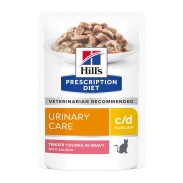 Hill's
PRESCRIPTION DIET
VETERINARIAN RECOMMENDED
URINARY
CARE
c/d
multicare
TENDER CHUNKS IN GRAVY
WITH SALMON